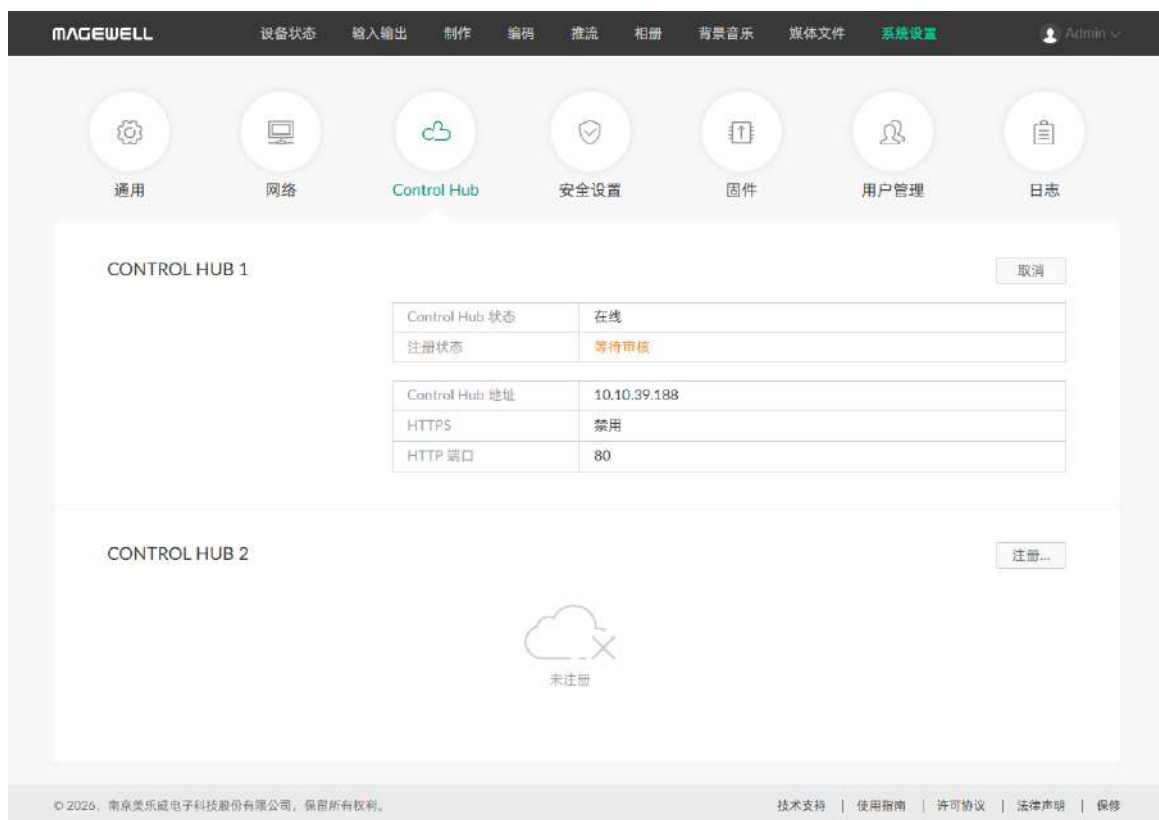 MAGEWELL 设备状态 输入输出 制作 编码 推流 相册 背景音乐 媒体文件 系统设置 Admin
通用 网络 Control Hub 安全设置 固件 用户管理 日志
CONTROL HUB 1 取消
Control Hub 状态 在线
注册状态 等待审核
Control Hub 地址 10.10.39.188
HTTPS 禁用
HTTP 端口 80
CONTROL HUB 2 注册...
未注册
© 2026，南京美乐威电子科技股份有限公司，保留所有权利。 技术支持 | 使用指南 | 许可协议 | 法律声明 | 保修